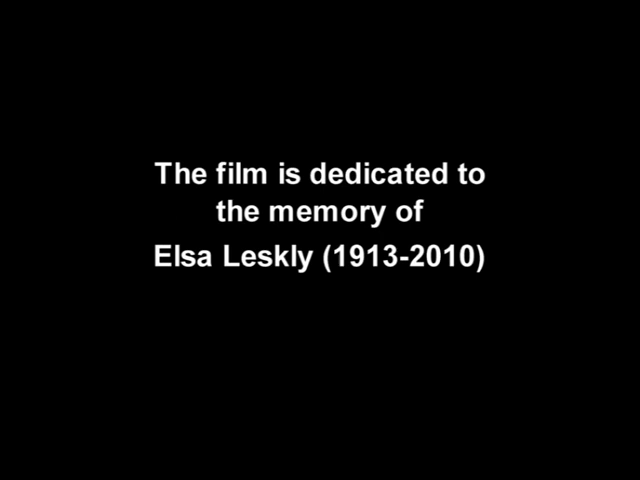 The film is dedicated to
the memory of
Elsa Leskly (1913-2010)